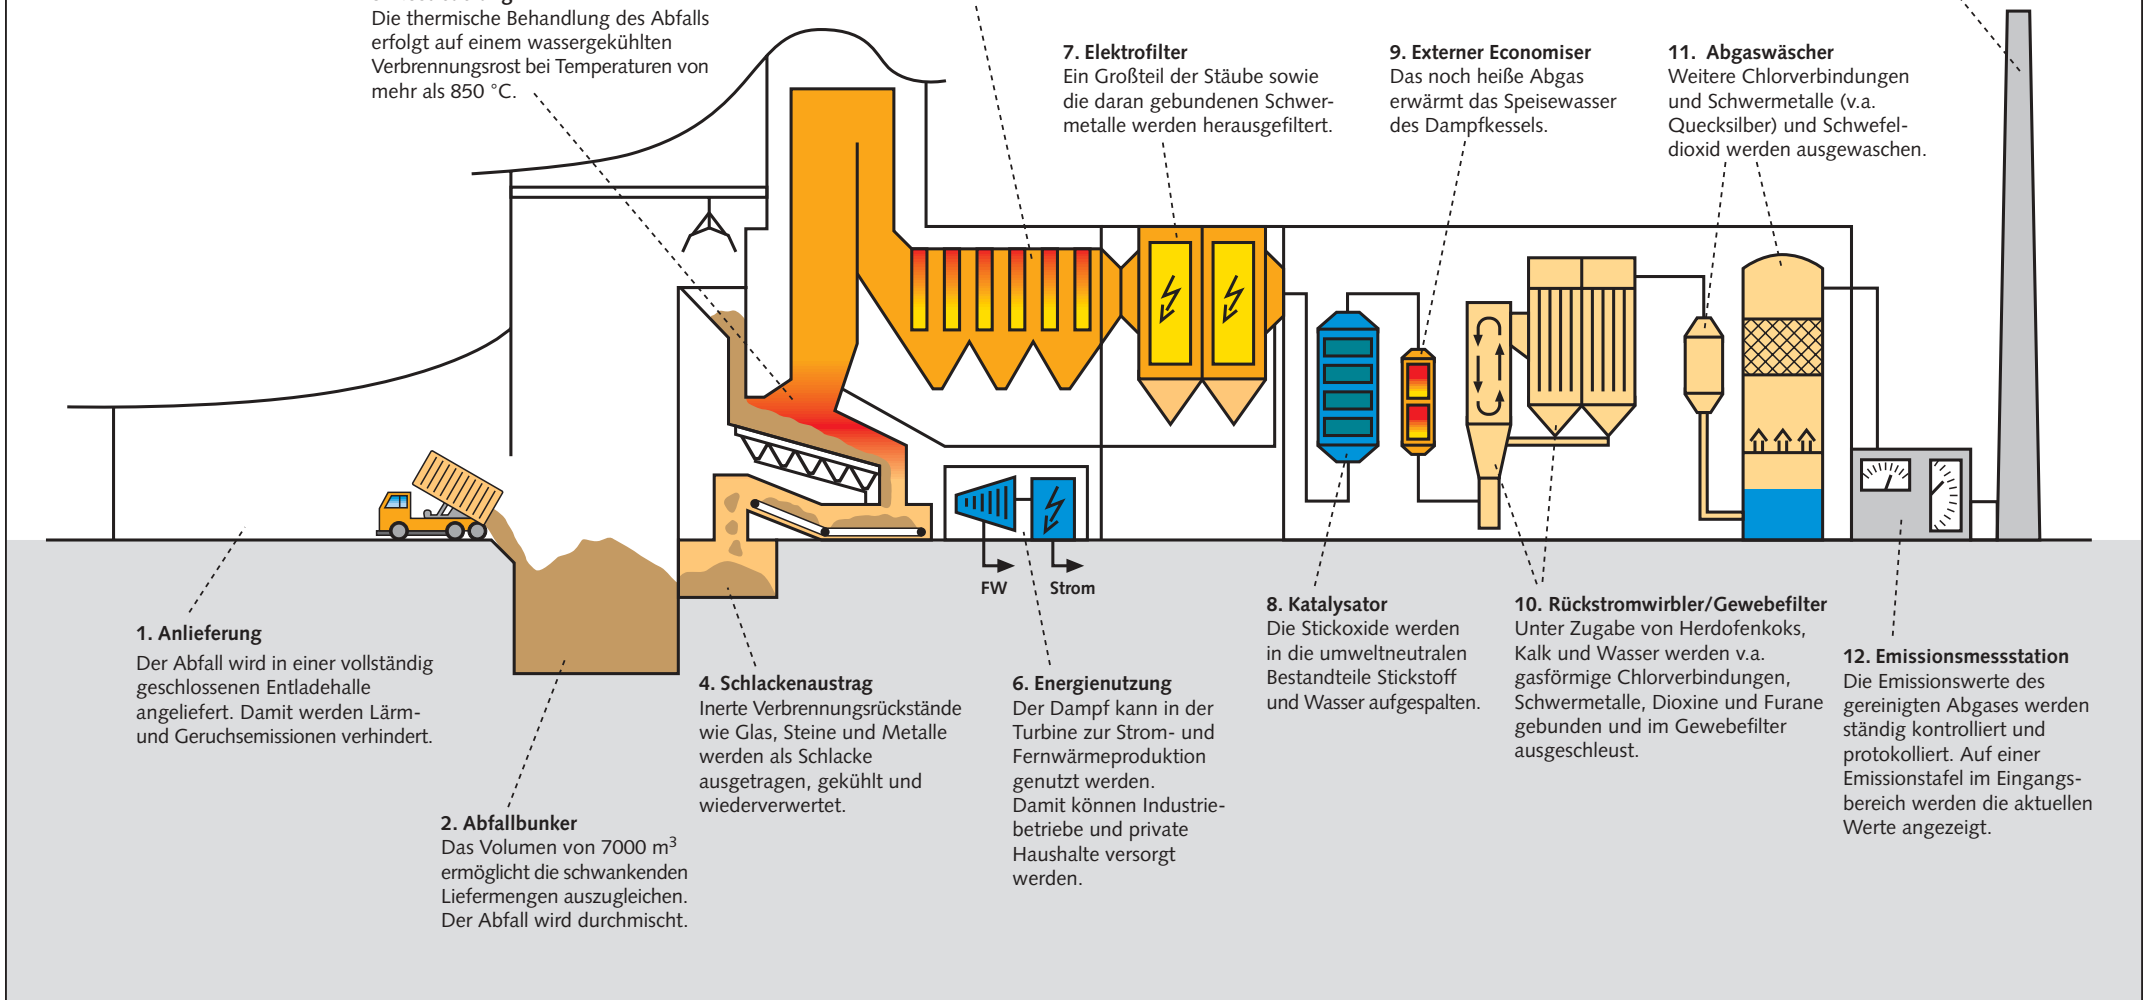 Die thermische Behandlung des Abfalls
erfolgt auf einem wassergekühlten
Verbrennungsrost bei Temperaturen von
mehr als 850 °C.
7. Elektrofilter
Ein Großteil der Stäube sowie
die daran gebundenen Schwer-
metalle werden herausgefiltert.
9. Externer Economiser
Das noch heiße Abgas
erwärmt das Speisewasser
des Dampfkessels.
11. Abgaswäscher
Weitere Chlorverbindungen
und Schwermetalle (v.a.
Quecksilber) und Schwefel-
dioxid werden ausgewaschen.
FW
Strom
1. Anlieferung
Der Abfall wird in einer vollständig
geschlossenen Entladehalle
angeliefert. Damit werden Lärm-
und Geruchsemissionen verhindert.
2. Abfallbunker
Das Volumen von 7000 m³
ermöglicht die schwankenden
Liefermengen auszugleichen.
Der Abfall wird durchmischt.
4. Schlackenaustrag
Inerte Verbrennungsrückstände
wie Glas, Steine und Metalle
werden als Schlacke
ausgetragen, gekühlt und
wiederverwertet.
6. Energienutzung
Der Dampf kann in der
Turbine zur Strom- und
Fernwärmeproduktion
genutzt werden.
Damit können Industrie-
betriebe und private
Haushalte versorgt
werden.
8. Katalysator
Die Stickoxide werden
in die umweltneutralen
Bestandteile Stickstoff
und Wasser aufgespalten.
10. Rückstromwirbler/Gewebefilter
Unter Zugabe von Herdofenkoks,
Kalk und Wasser werden v.a.
gasförmige Chlorverbindungen,
Schwermetalle, Dioxine und Furane
gebunden und im Gewebefilter
ausgeschleust.
12. Emissionsmessstation
Die Emissionswerte des
gereinigten Abgases werden
ständig kontrolliert und
protokolliert. Auf einer
Emissionstafel im Eingangs-
bereich werden die aktuellen
Werte angezeigt.